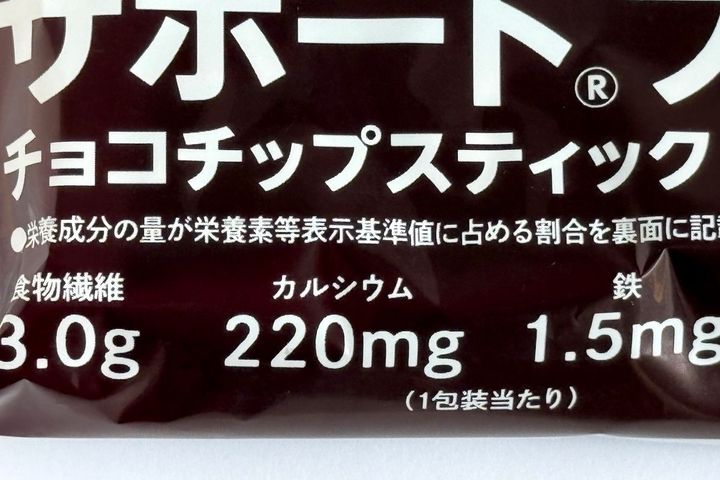 サポート®
チョコチップスティック
●栄養成分の量が栄養素等表示基準値に占める割合を裏面に記
食物繊維 カルシウム 鉄
3.0g 220mg 1.5mg
（1包装当たり）